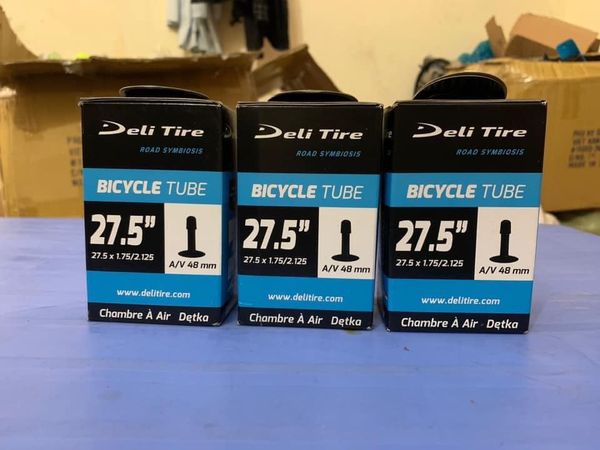 Deli Tire
ROAD SYMBIOSIS
BICYCLE TUBE
27.5”
27.5 x 1.75/2.125
A/V 48 mm
www.delitire.com
Chambre À Air Dętka
Deli Tire
ROAD SYMBIOSIS
BICYCLE TUBE
27.5”
27.5 x 1.75/2.125
A/V 48 mm
www.delitire.com
Chambre À Air Dętka
Deli Tire
ROAD SYMBIOSIS
BICYCLE TUBE
27.5”
27.5 x 1.75/2.125
A/V 48 mm
www.delitire.com
Chambre À Air Dętka